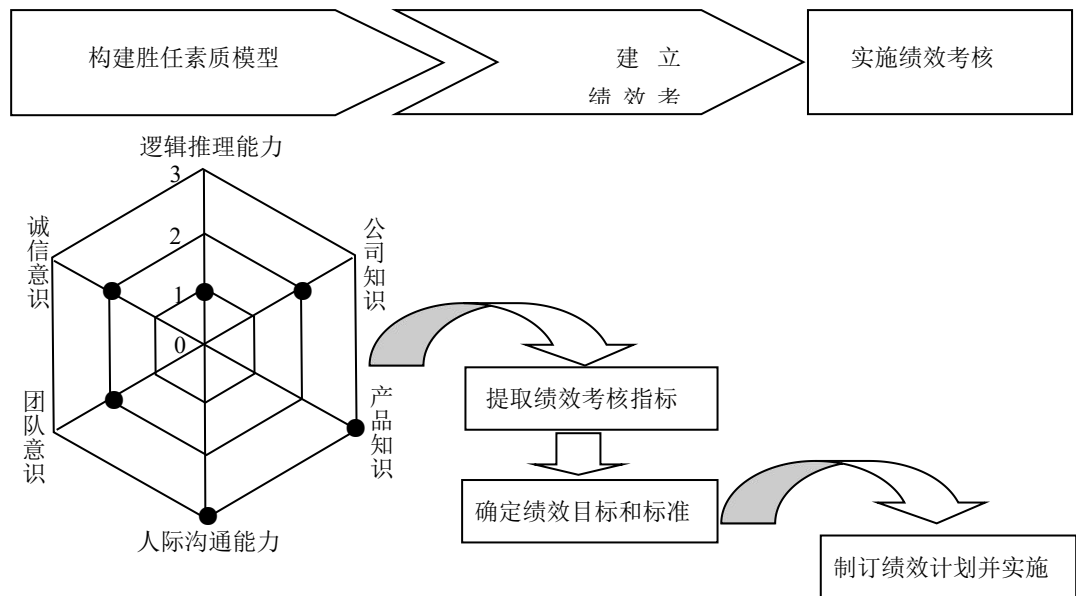 构建胜任素质模型
建 立
绩 效 考
实施绩效考核
逻辑推理能力
3
2
1
0
诚信意识
公司知识
团队意识
产品知识
人际沟通能力
提取绩效考核指标
确定绩效目标和标准
制订绩效计划并实施